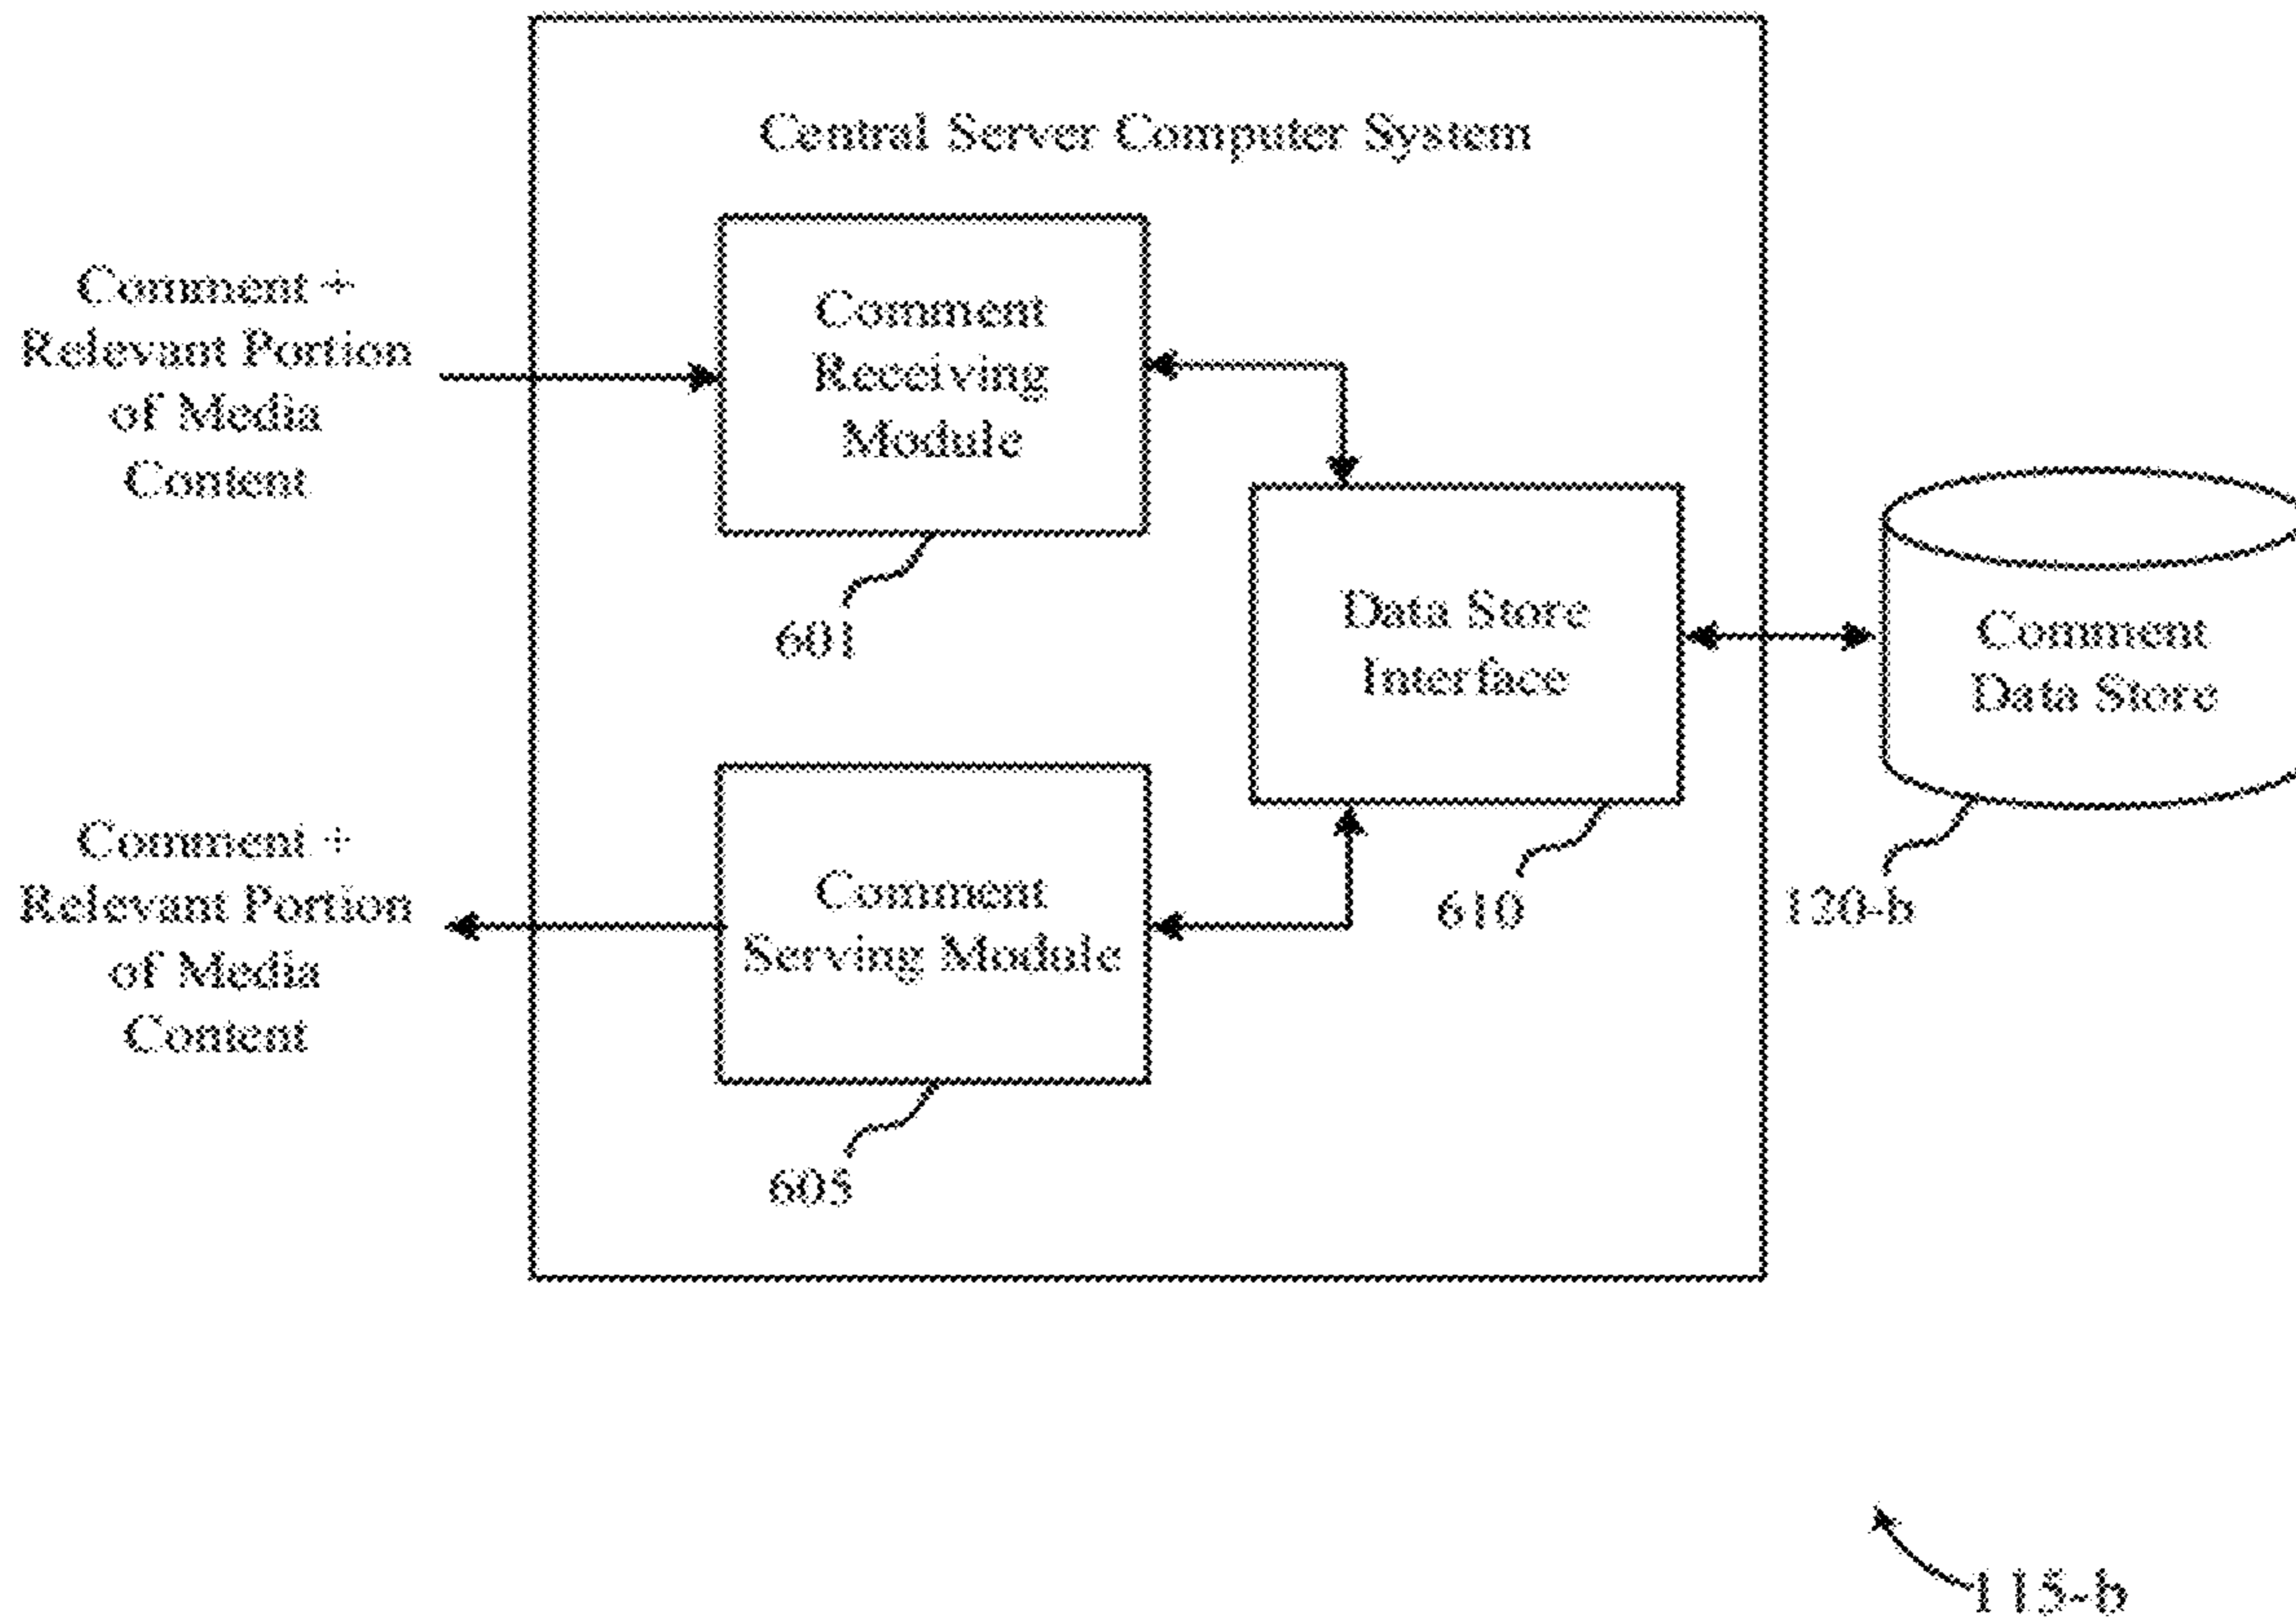 Central Server Computer System
Comment +
Relevant Portion
of Media
Content
Comment
Receiving
Module
601
Data Store
Interface
610
Comment
Data Store
120-b
Comment +
Relevant Portion
of Media
Content
Comment
Serving Module
605
115-b